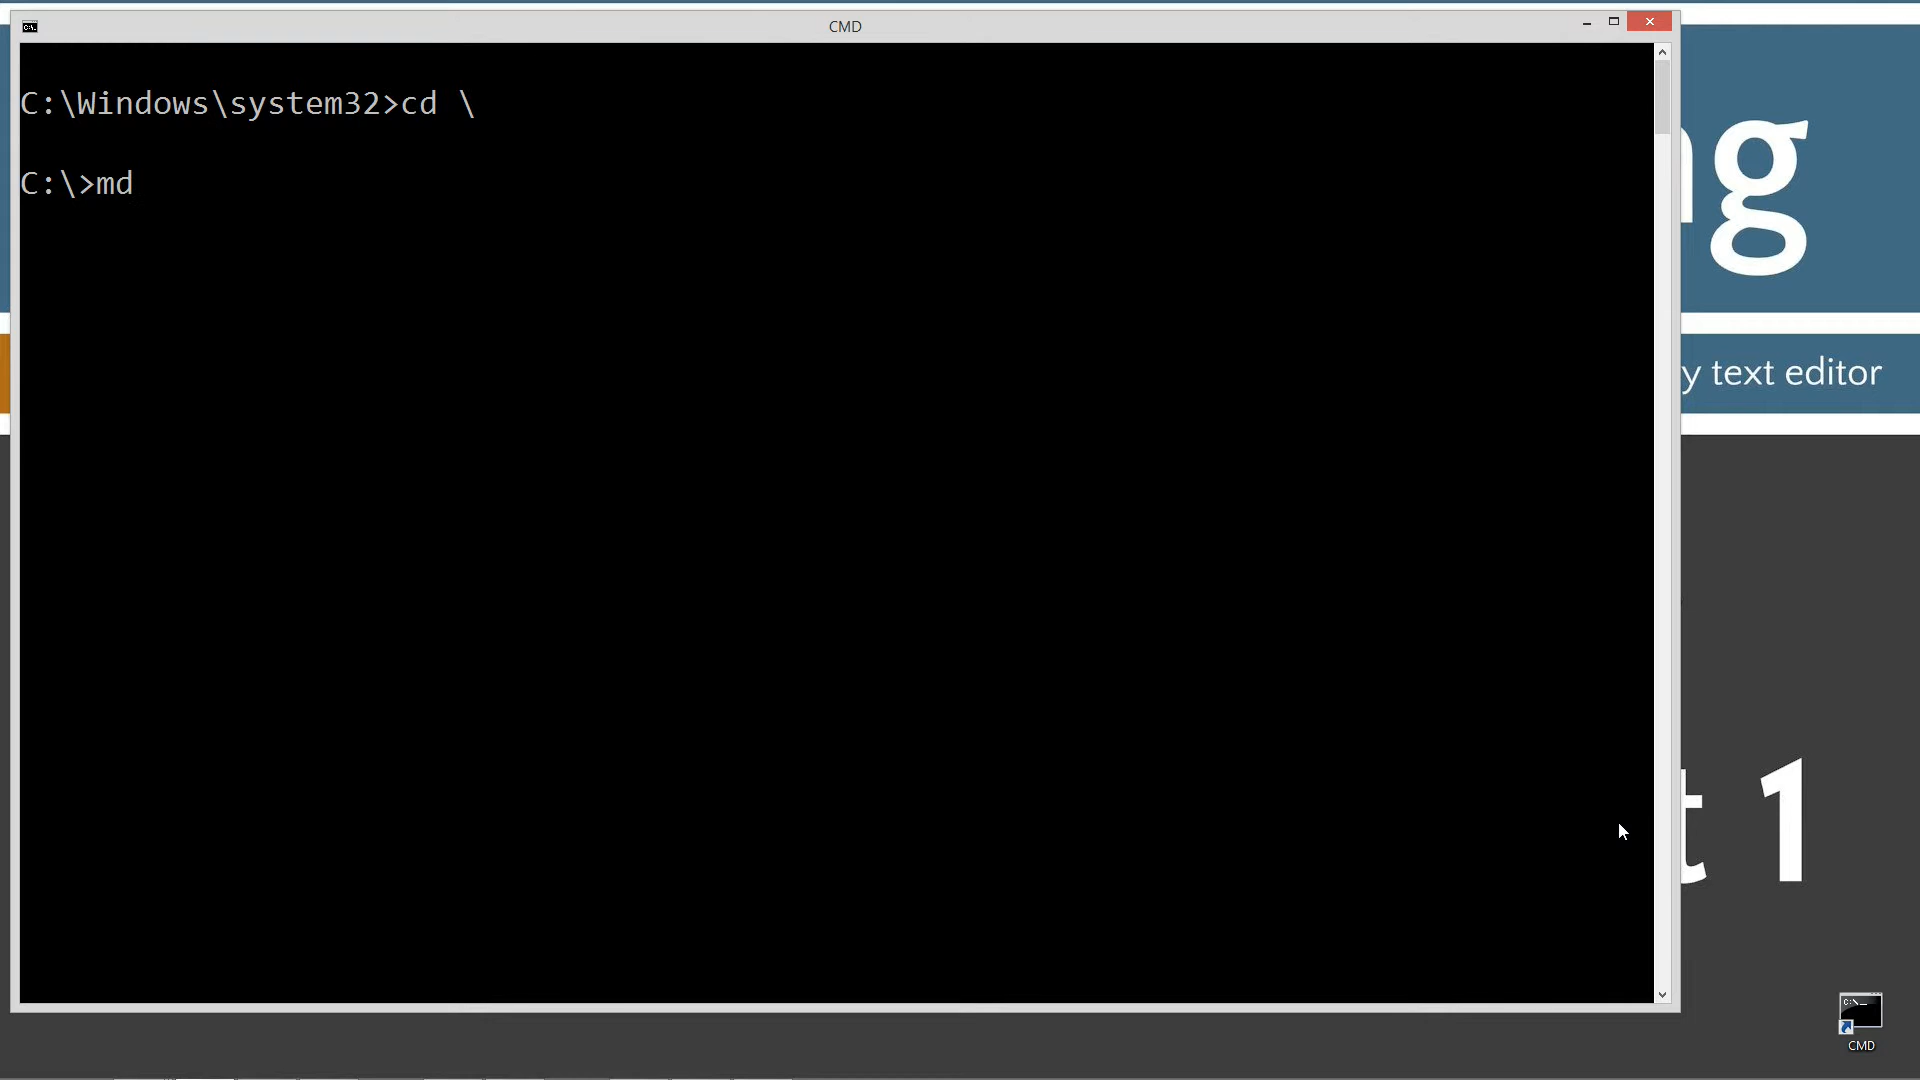 CMD
C:\Windows\system32>cd \
C:\>md
g
y text editor
t 1
CMD